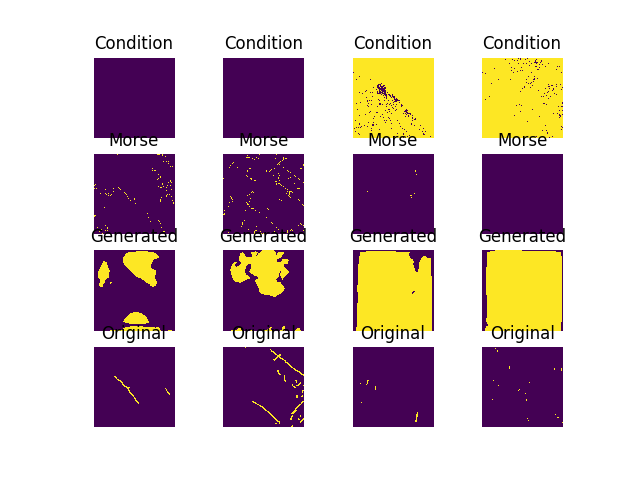 Condition Condition Condition Condition
Morse Morse Morse Morse
Generated Generated Generated Generated
Original Original Original Original